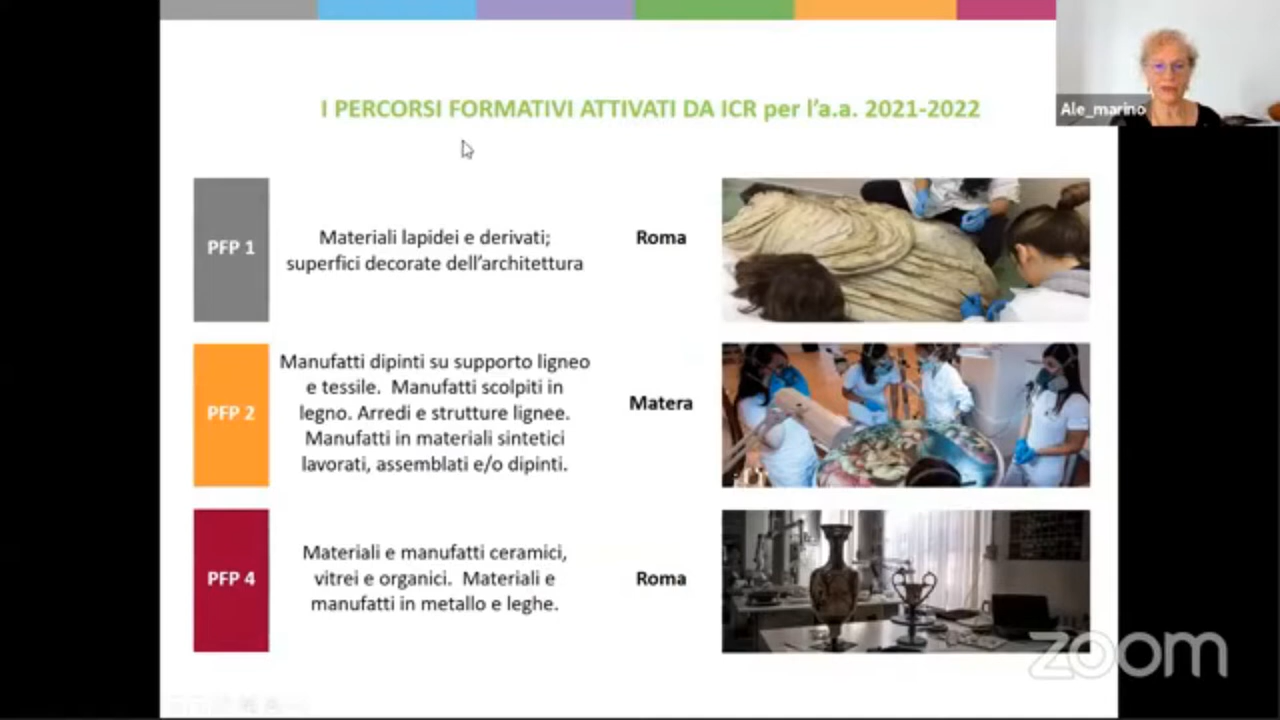 I PERCORSI FORMATIVI ATTIVATI DA ICR per l'a.a. 2021-2022
Ale_marino
PFP 1
Materiali lapidei e derivati;
superfici decorate dell'architettura
Roma
PFP 2
Manufatti dipinti su supporto ligneo
e tessile. Manufatti scolpiti in
legno. Arredi e strutture lignee.
Manufatti in materiali sintetici
lavorati, assemblati e/o dipinti.
Matera
PFP 4
Materiali e manufatti ceramici,
vitrei e organici. Materiali e
manufatti in metallo e leghe.
Roma
zoom